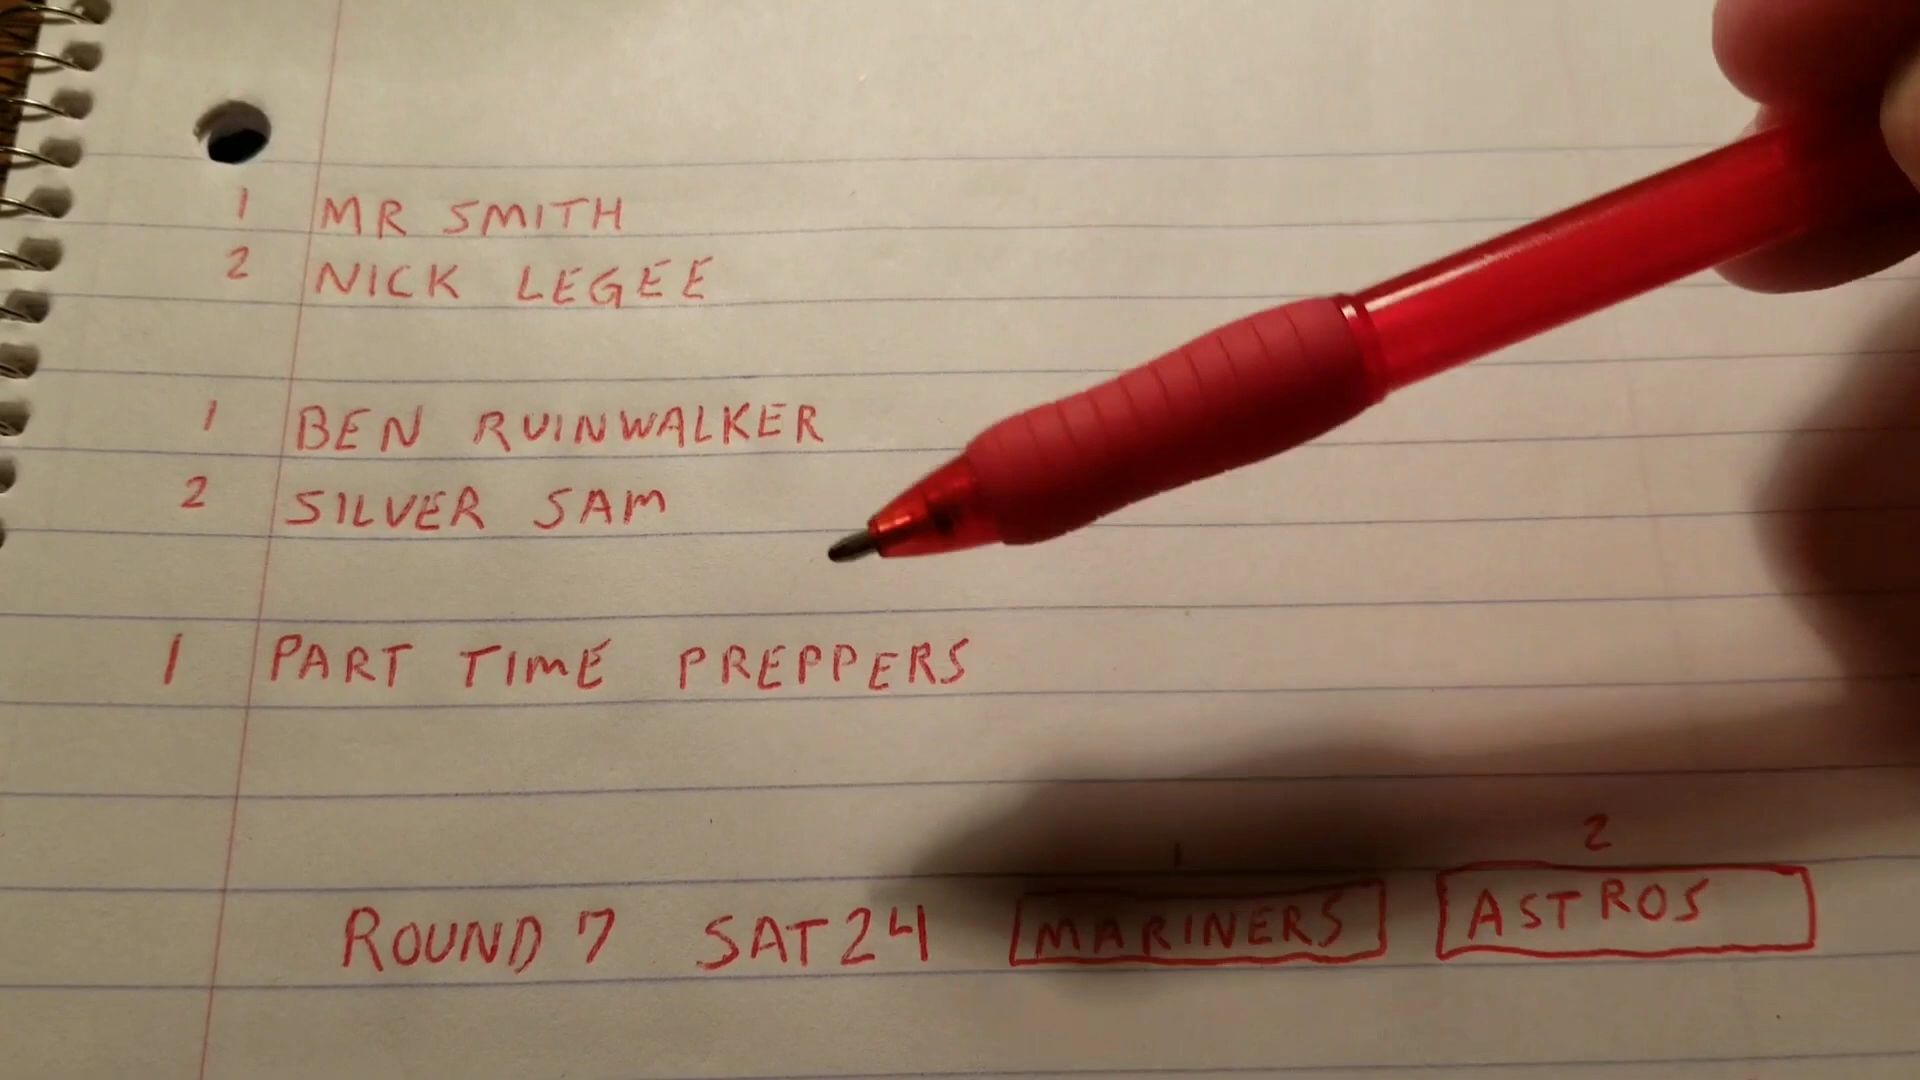 1 MR SMITH
2 NICK LEGEE
1 BEN RUINWALKER
2 SILVER SAM
1 PART TIME PREPPERS
1 2
ROUND 7 SAT 24 MARINERS ASTROS